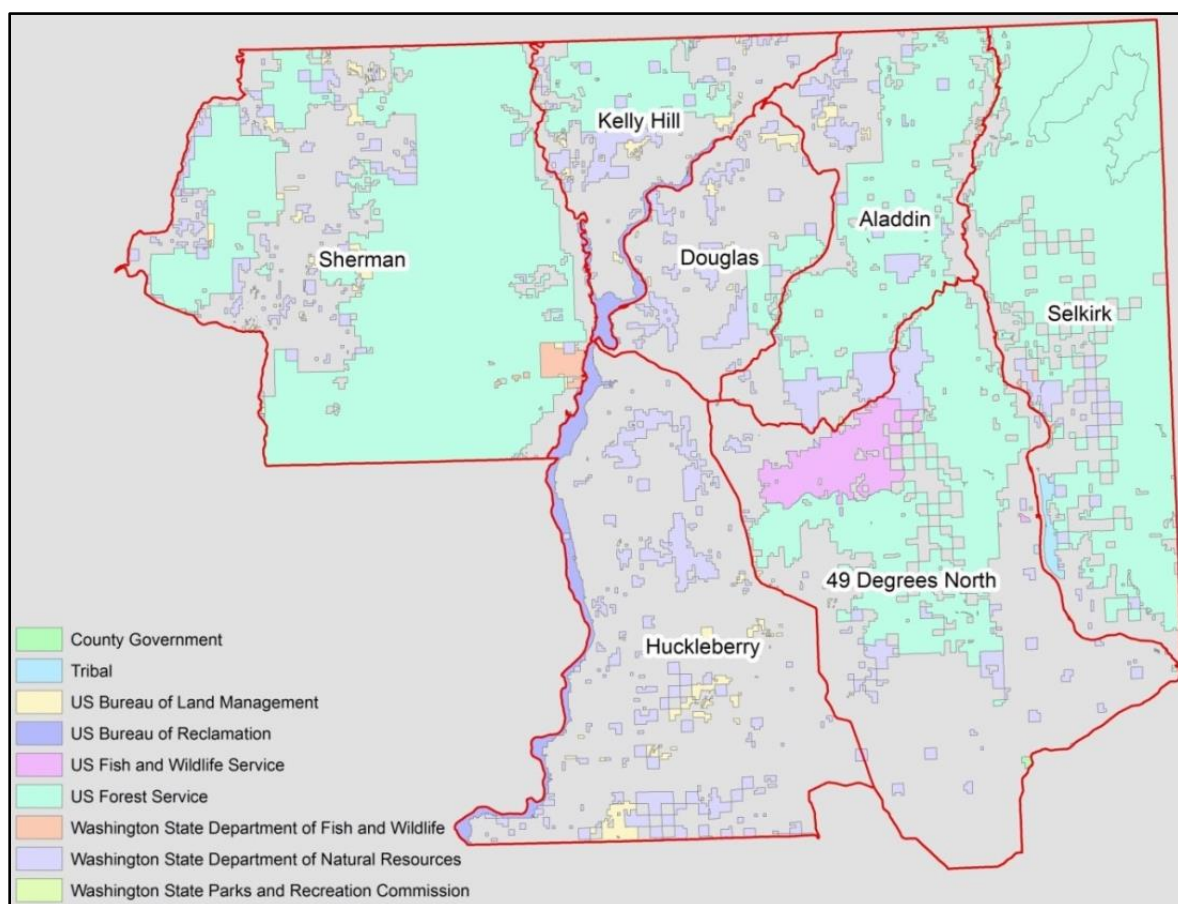 Kelly Hill
Aladdin
Sherman
Douglas
Selkirk
49 Degrees North
Huckleberry
County Government
Tribal
US Bureau of Land Management
US Bureau of Reclamation
US Fish and Wildlife Service
US Forest Service
Washington State Department of Fish and Wildlife
Washington State Department of Natural Resources
Washington State Parks and Recreation Commission